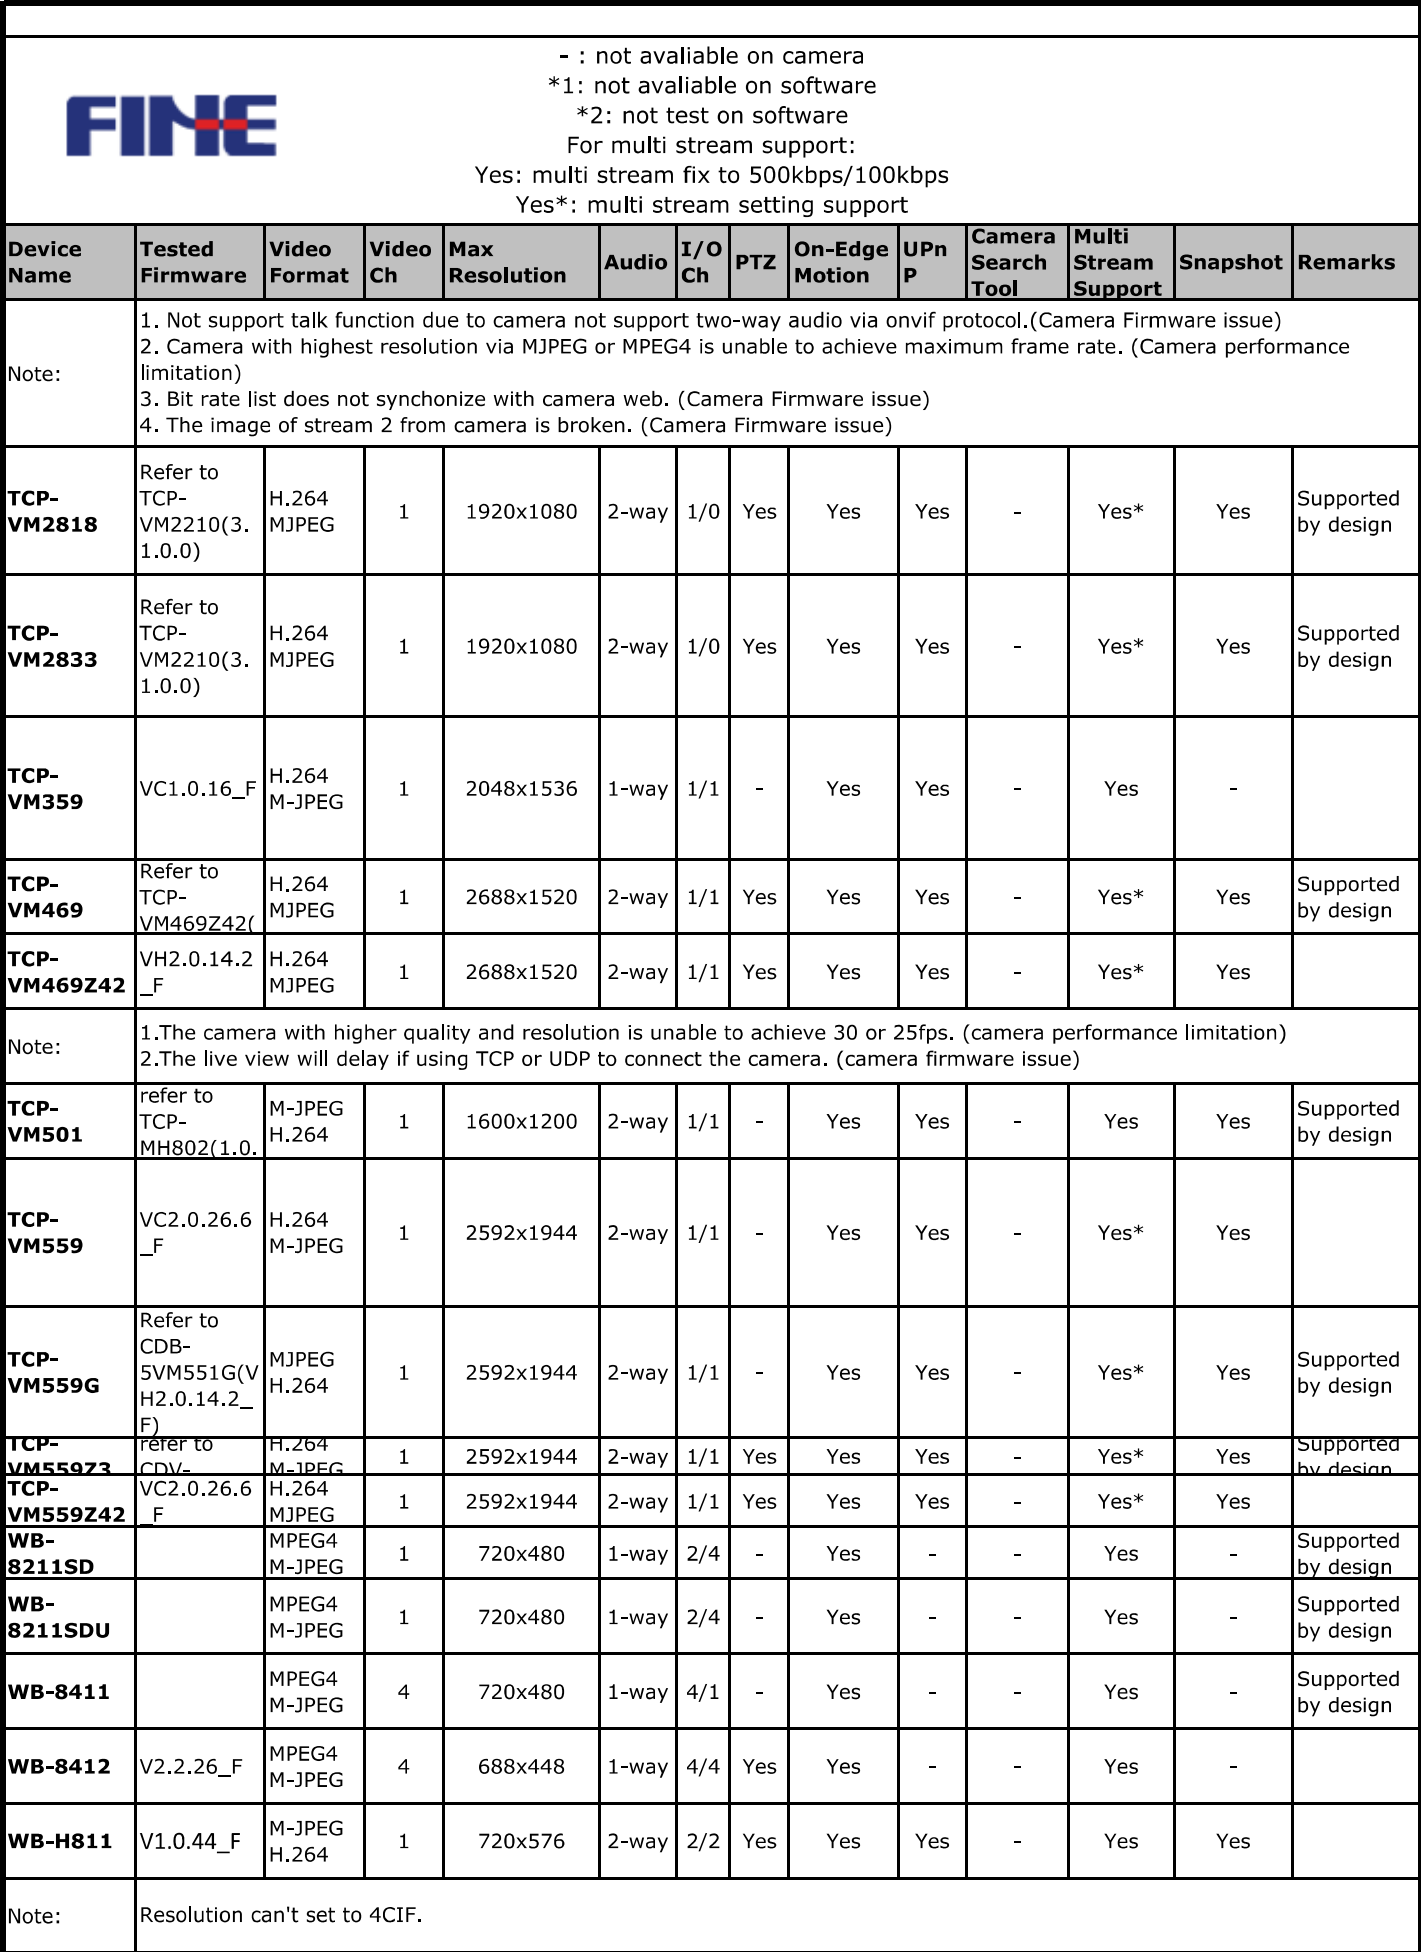 - : not avaliable on camera
*1: not avaliable on software
*2: not test on software
For multi stream support:
Yes: multi stream fix to 500kbps/100kbps
Yes*: multi stream setting support
FINE
Device Name Tested Firmware Video Format Video Ch Max Resolution Audio I/O Ch PTZ On-Edge Motion UPnP Camera Search Tool Multi Stream Support Snapshot Remarks
Note:
1. Not support talk function due to camera not support two-way audio via onvif protocol.(Camera Firmware issue)
2. Camera with highest resolution via MJPEG or MPEG4 is unable to achieve maximum frame rate. (Camera performance
limitation)
3. Bit rate list does not synchonize with camera web. (Camera Firmware issue)
4. The image of stream 2 from camera is broken. (Camera Firmware issue)
TCP-VM2818 Refer to TCP-VM2210(3.1.0.0) H.264 MJPEG 1 1920x1080 2-way 1/0 Yes Yes Yes - Yes* Yes Supported by design
TCP-VM2833 Refer to TCP-VM2210(3.1.0.0) H.264 MJPEG 1 1920x1080 2-way 1/0 Yes Yes Yes - Yes* Yes Supported by design
TCP-VM359 VC1.0.16_F H.264 M-JPEG 1 2048x1536 1-way 1/1 - Yes Yes - Yes -
TCP-VM469 Refer to TCP-VM469Z42( H.264 MJPEG 1 2688x1520 2-way 1/1 Yes Yes Yes - Yes* Yes Supported by design
TCP-VM469Z42 VH2.0.14.2_F H.264 MJPEG 1 2688x1520 2-way 1/1 Yes Yes Yes - Yes* Yes
Note:
1.The camera with higher quality and resolution is unable to achieve 30 or 25fps. (camera performance limitation)
2.The live view will delay if using TCP or UDP to connect the camera. (camera firmware issue)
TCP-VM501 refer to TCP-MH802(1.0. M-JPEG H.264 1 1600x1200 2-way 1/1 - Yes Yes - Yes Yes Supported by design
TCP-VM559 VC2.0.26.6_F H.264 M-JPEG 1 2592x1944 2-way 1/1 - Yes Yes - Yes* Yes
TCP-VM559G Refer to CDB-5VM551G(VH2.0.14.2_F) MJPEG H.264 1 2592x1944 2-way 1/1 - Yes Yes - Yes* Yes Supported by design
TCP-VM559Z3 refer to CDV- H.264 M-JPEG 1 2592x1944 2-way 1/1 Yes Yes Yes - Yes* Yes Supported by design
TCP-VM559Z42 VC2.0.26.6_F H.264 MJPEG 1 2592x1944 2-way 1/1 Yes Yes Yes - Yes* Yes
WB-8211SD MPEG4 M-JPEG 1 720x480 1-way 2/4 - Yes - - Yes - Supported by design
WB-8211SDU MPEG4 M-JPEG 1 720x480 1-way 2/4 - Yes - - Yes - Supported by design
WB-8411 MPEG4 M-JPEG 4 720x480 1-way 4/1 - Yes - - Yes - Supported by design
WB-8412 V2.2.26_F MPEG4 M-JPEG 4 688x448 1-way 4/4 Yes Yes - - Yes -
WB-H811 V1.0.44_F M-JPEG H.264 1 720x576 2-way 2/2 Yes Yes Yes - Yes Yes
Note:
Resolution can't set to 4CIF.